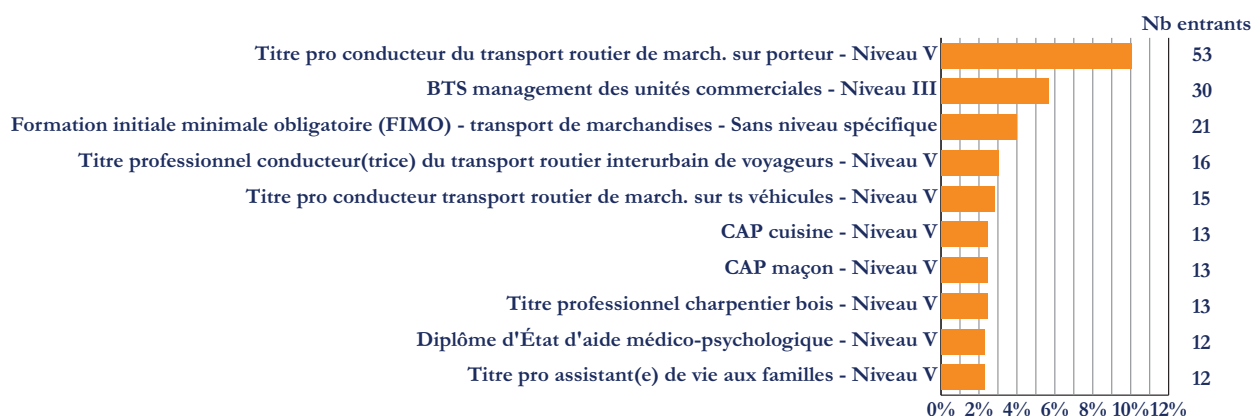 Nb entrants
Titre pro conducteur du transport routier de march. sur porteur - Niveau V 53
BTS management des unités commerciales - Niveau III 30
Formation initiale minimale obligatoire (FIMO) - transport de marchandises - Sans niveau spécifique 21
Titre professionnel conducteur(trice) du transport routier interurbain de voyageurs - Niveau V 16
Titre pro conducteur transport routier de march. sur ts véhicules - Niveau V 15
CAP cuisine - Niveau V 13
CAP maçon - Niveau V 13
Titre professionnel charpentier bois - Niveau V 13
Diplôme d'État d'aide médico-psychologique - Niveau V 12
Titre pro assistant(e) de vie aux familles - Niveau V 12
0% 2% 4% 6% 8% 10% 12%